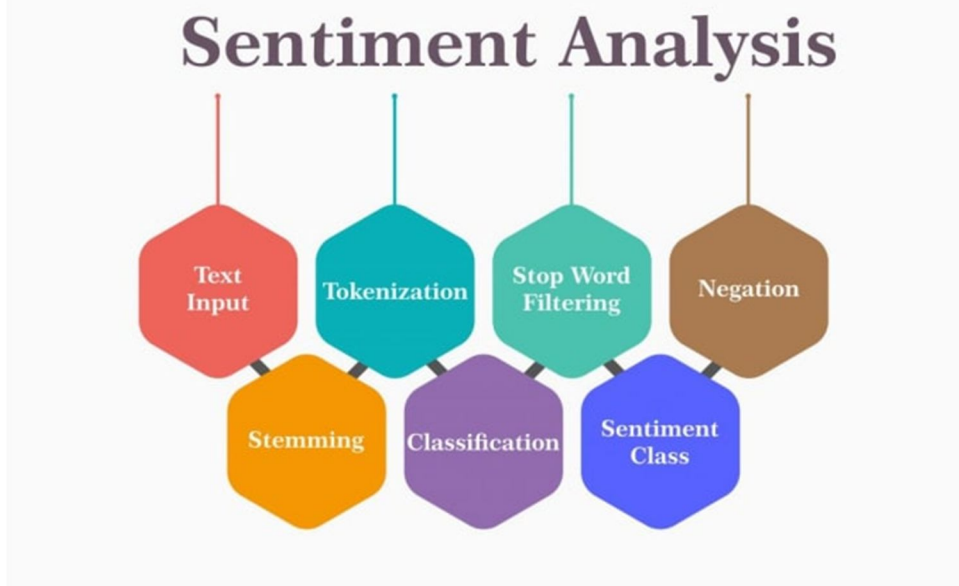 Sentiment Analysis
Text
Input
Tokenization
Stop Word
Filtering
Negation
Stemming
Classification
Sentiment
Class